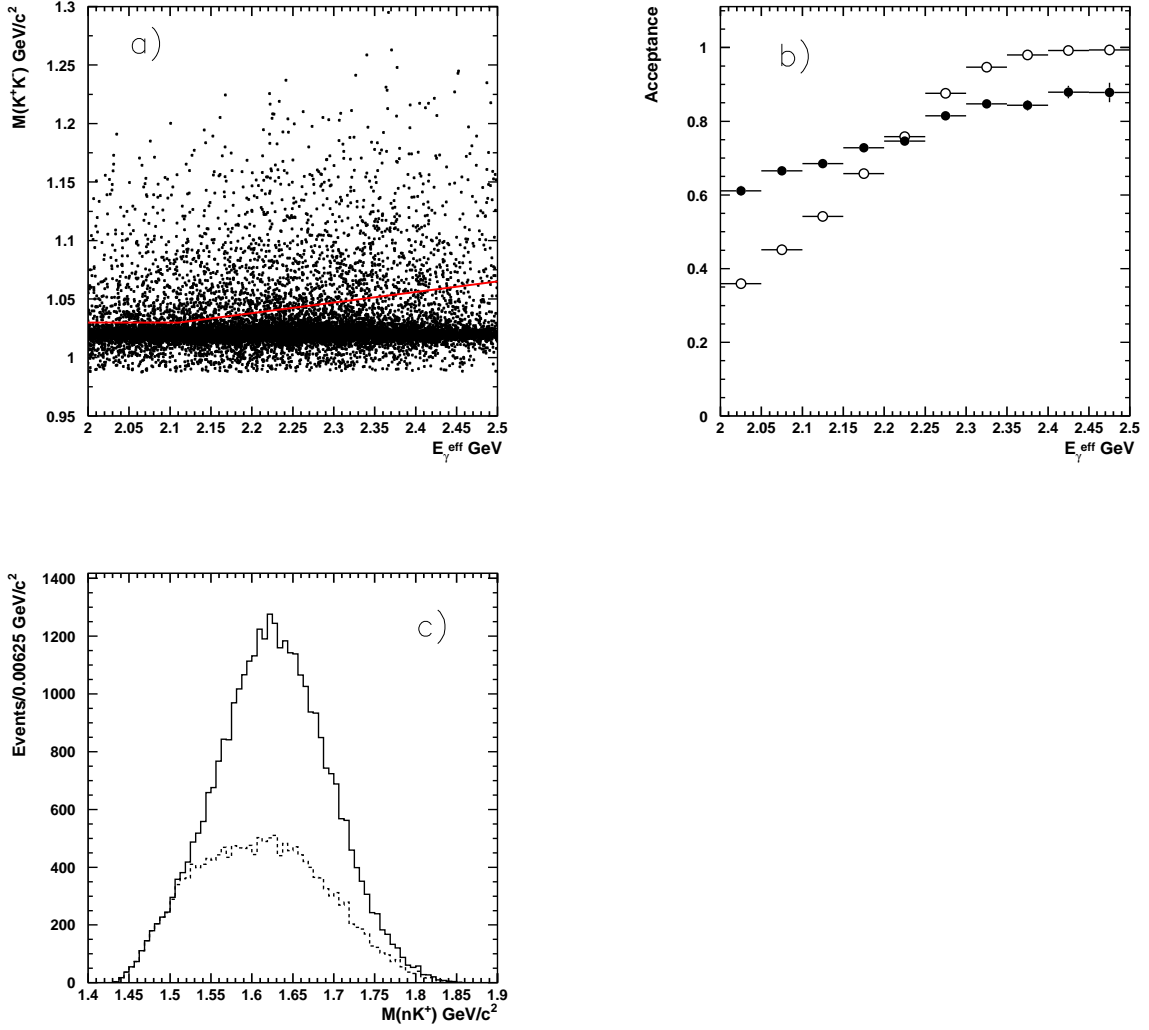 M(K⁺K⁻) GeV/c²
a)
1.3
1.25
1.2
1.15
1.1
1.05
1
0.95
2 2.05 2.1 2.15 2.2 2.25 2.3 2.35 2.4 2.45 2.5
E_γ^eff GeV
Acceptance
b)
1
0.8
0.6
0.4
0.2
0
2 2.05 2.1 2.15 2.2 2.25 2.3 2.35 2.4 2.45 2.5
E_γ^eff GeV
Events/0.00625 GeV/c²
c)
1400
1200
1000
800
600
400
200
0
1.4 1.45 1.5 1.55 1.6 1.65 1.7 1.75 1.8 1.85 1.9
M(nK⁺) GeV/c²